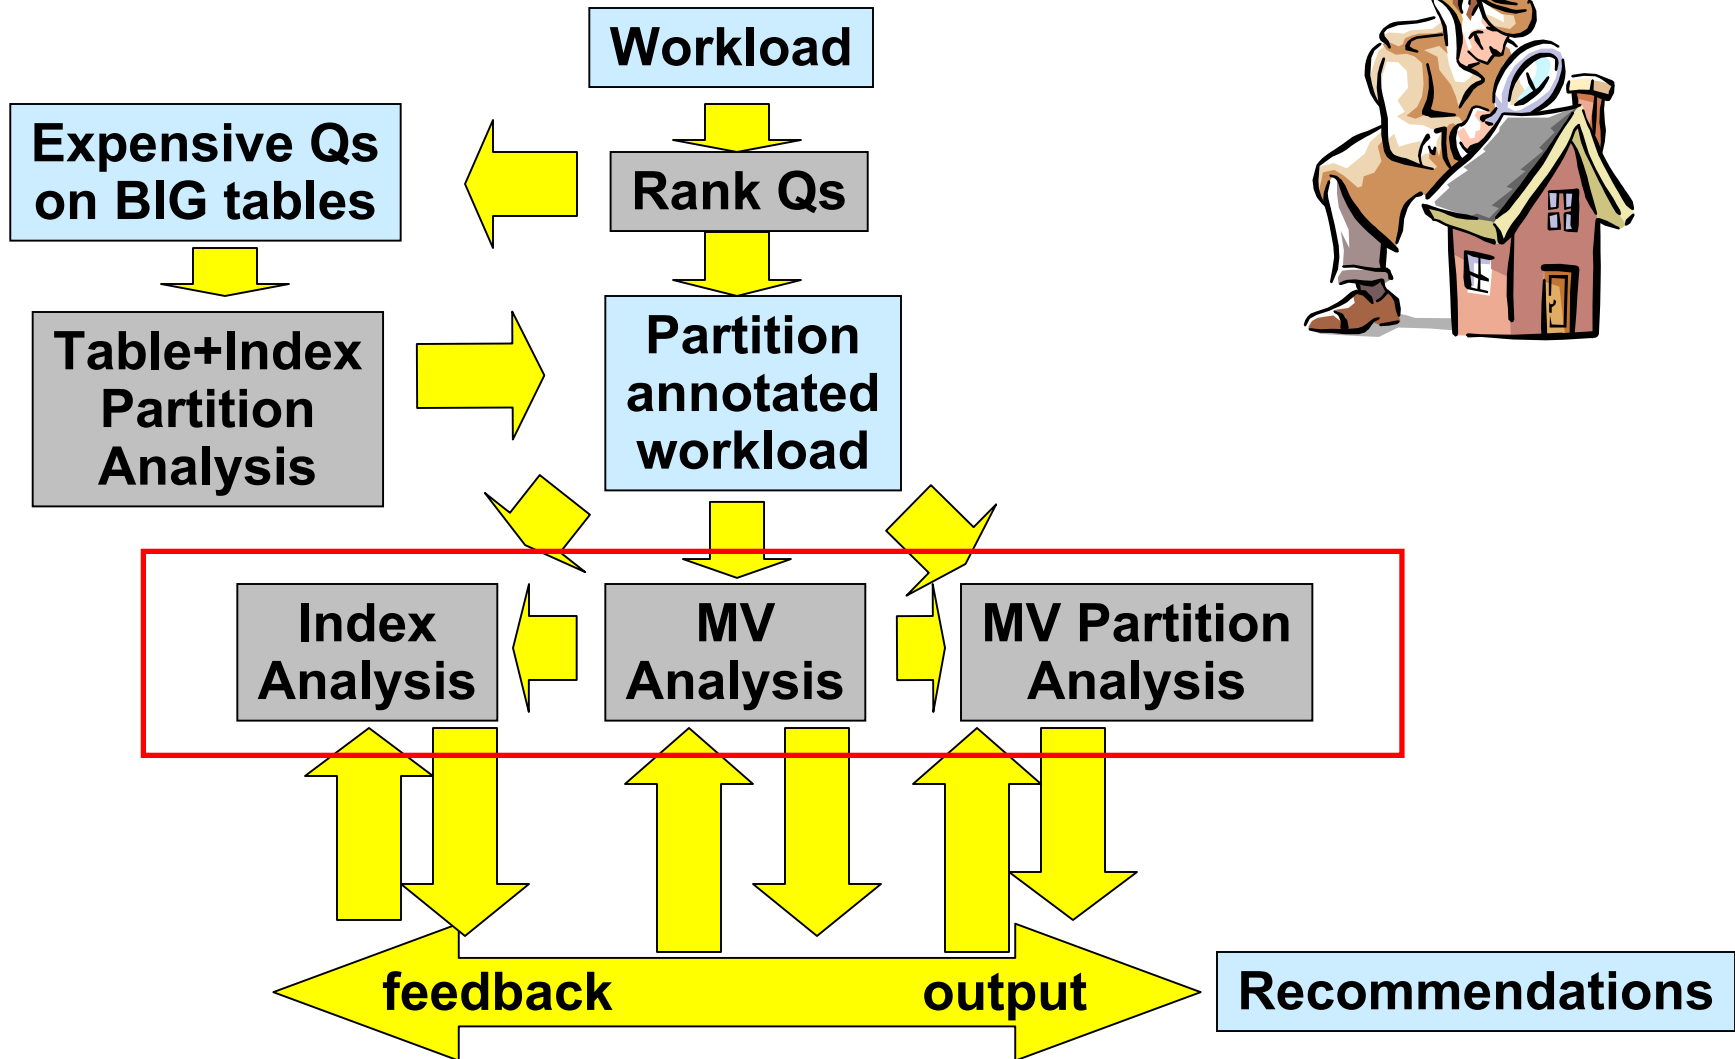 Workload
Expensive Qs
on BIG tables
Rank Qs
Table+Index
Partition
Analysis
Partition
annotated
workload
Index
Analysis
MV
Analysis
MV Partition
Analysis
feedback
output
Recommendations